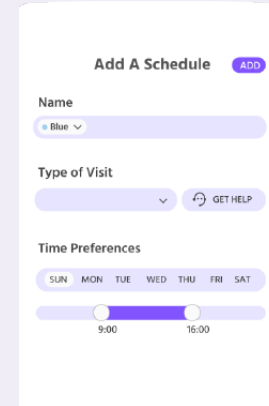 Add A Schedule ADD
Name
Blue
Type of Visit
GET HELP
Time Preferences
SUN MON TUE WED THU FRI SAT
9:00 16:00